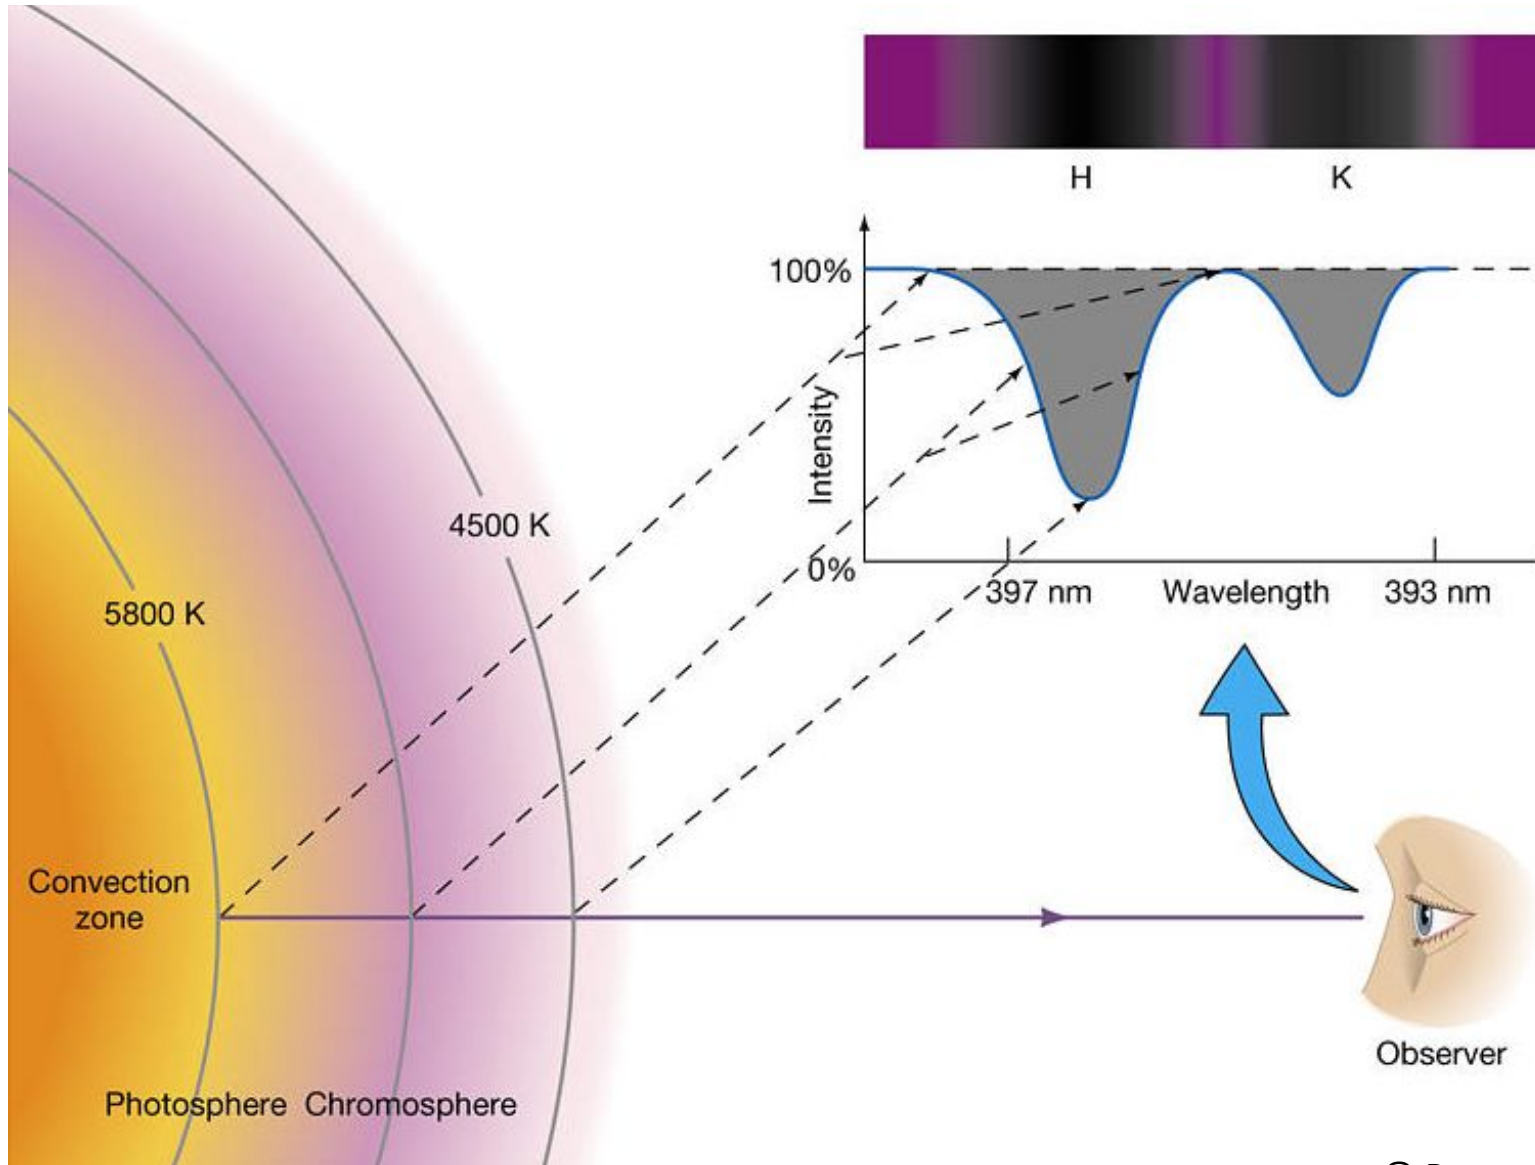 H
K
100%
Intensity
0%
397 nm
Wavelength
393 nm
4500 K
5800 K
Convection
zone
Photosphere
Chromosphere
Observer